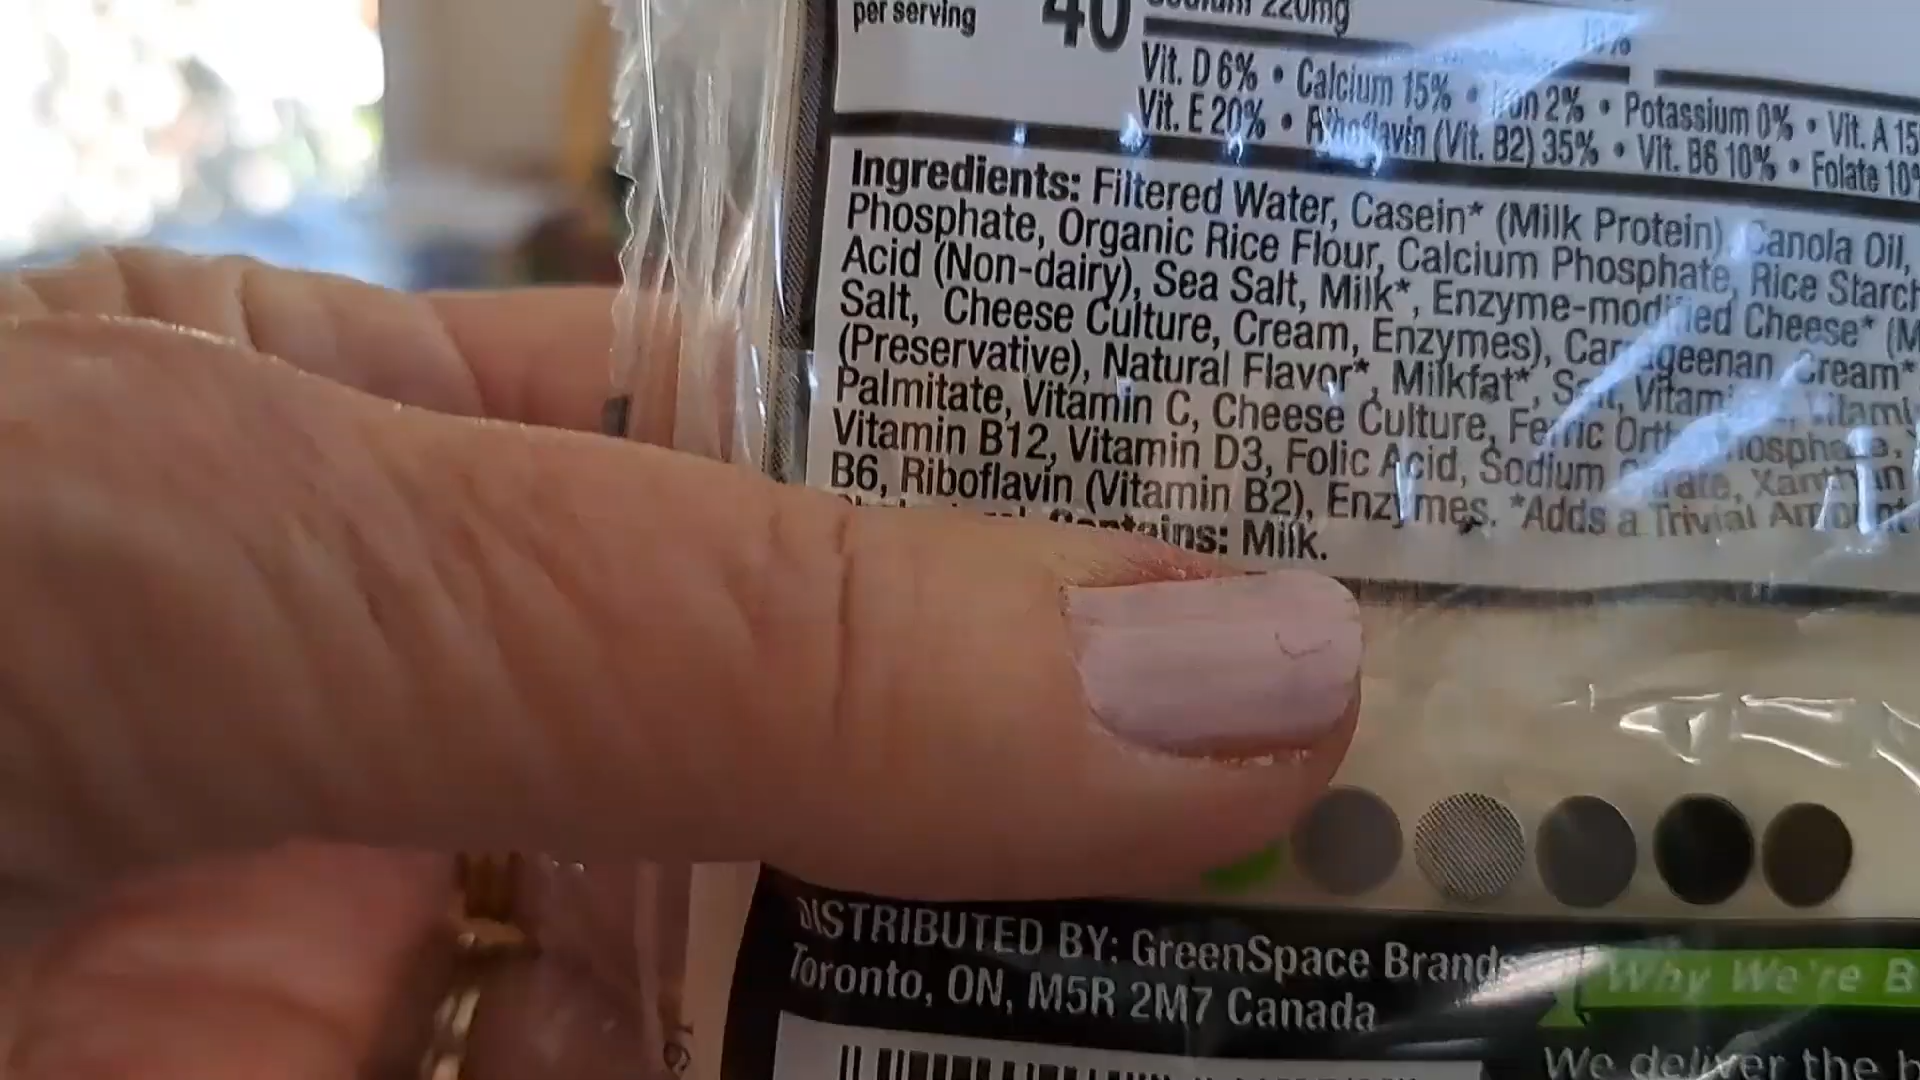 per serving
40
Sodium 220mg
10%
Vit. D 6% • Calcium 15% • Iron 2% • Potassium 0% • Vit. A 15
Vit. E 20% • Riboflavin (Vit. B2) 35% • Vit. B6 10% • Folate 10%
Ingredients: Filtered Water, Casein* (Milk Protein), Canola Oil,
Phosphate, Organic Rice Flour, Calcium Phosphate, Rice Starch
Acid (Non-dairy), Sea Salt, Milk*, Enzyme-modified Cheese* (M
Salt, Cheese Culture, Cream, Enzymes), Carrageenan Cream*
(Preservative), Natural Flavor*, Milkfat*, Salt,
Palmitate, Vitamin C, Cheese Culture, Ferric Orthophosphate,
Vitamin B12, Vitamin D3, Folic Acid, Sodium Citrate, Xanthan
B6, Riboflavin (Vitamin B2), Enzymes. *Adds a Trivial Amount
Contains: Milk.
DISTRIBUTED BY: GreenSpace Brands
Toronto, ON, M5R 2M7 Canada
Why We're B
We deliver the b